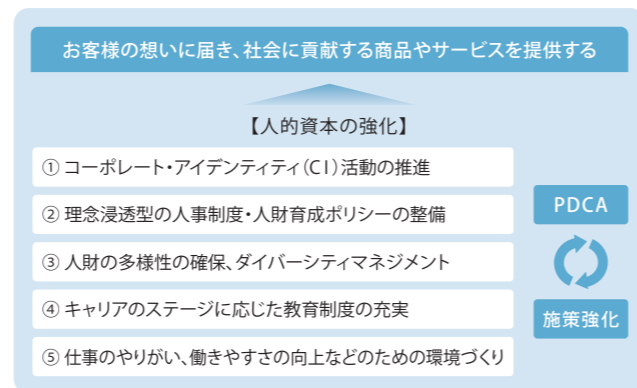 お客様の想いに届き、社会に貢献する商品やサービスを提供する
【人的資本の強化】
① コーポレート・アイデンティティ(CI)活動の推進
② 理念浸透型の人事制度・人財育成ポリシーの整備
③ 人財の多様性の確保、ダイバーシティマネジメント
④ キャリアのステージに応じた教育制度の充実
⑤ 仕事のやりがい、働きやすさの向上などのための環境づくり
PDCA
施策強化